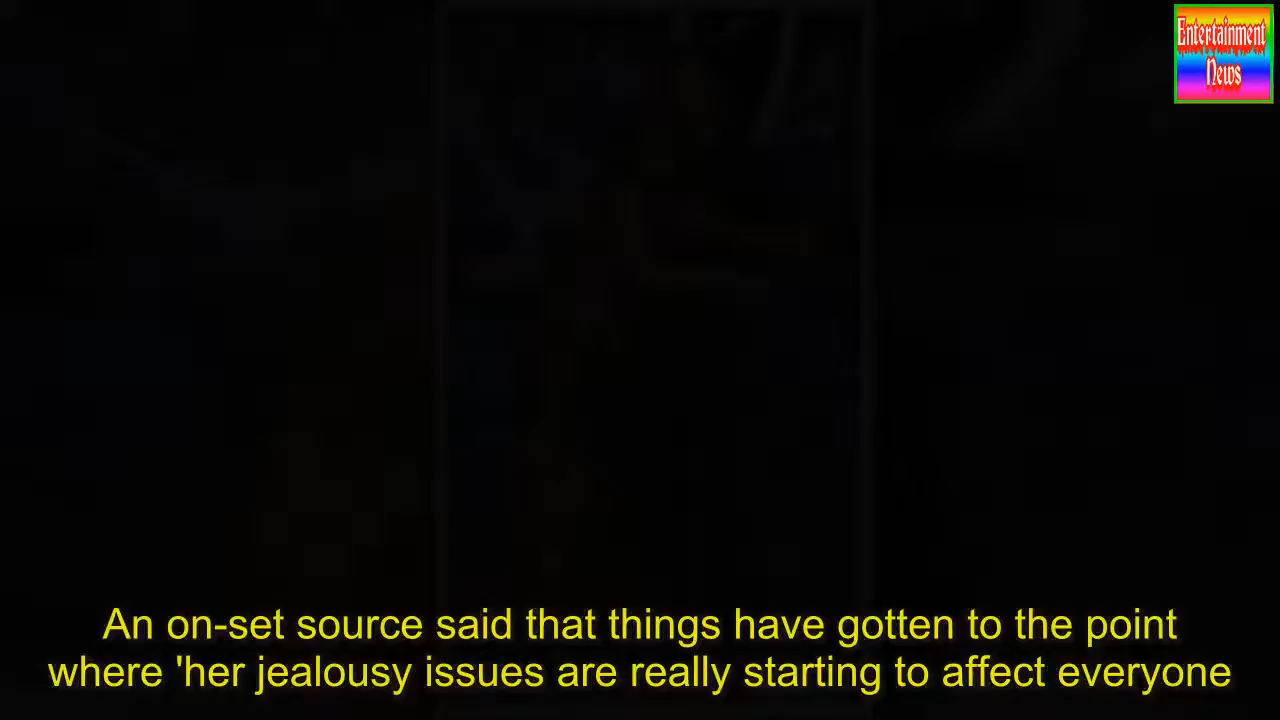 Entertainment
News
An on-set source said that things have gotten to the point
where 'her jealousy issues are really starting to affect everyone